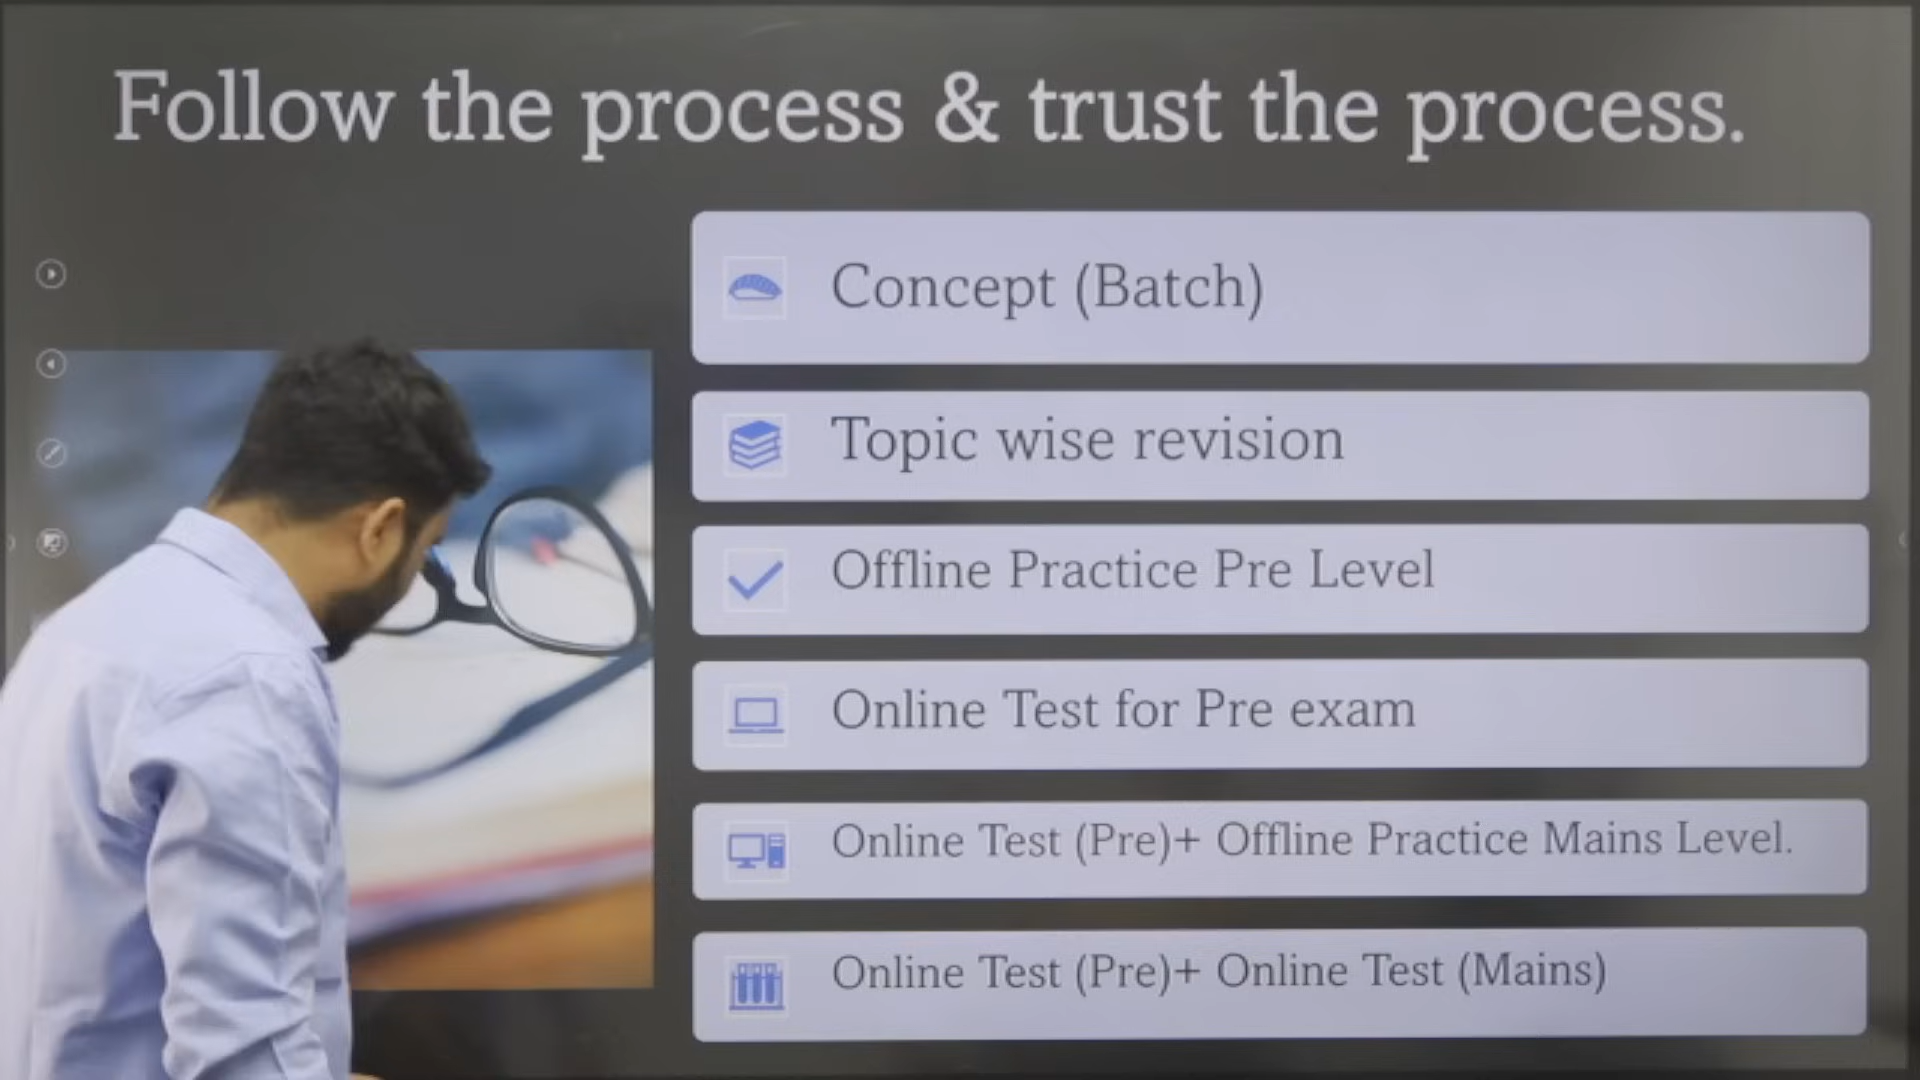 Follow the process & trust the process.
Concept (Batch)
Topic wise revision
Offline Practice Pre Level
Online Test for Pre exam
Online Test (Pre)+ Offline Practice Mains Level.
Online Test (Pre)+ Online Test (Mains)